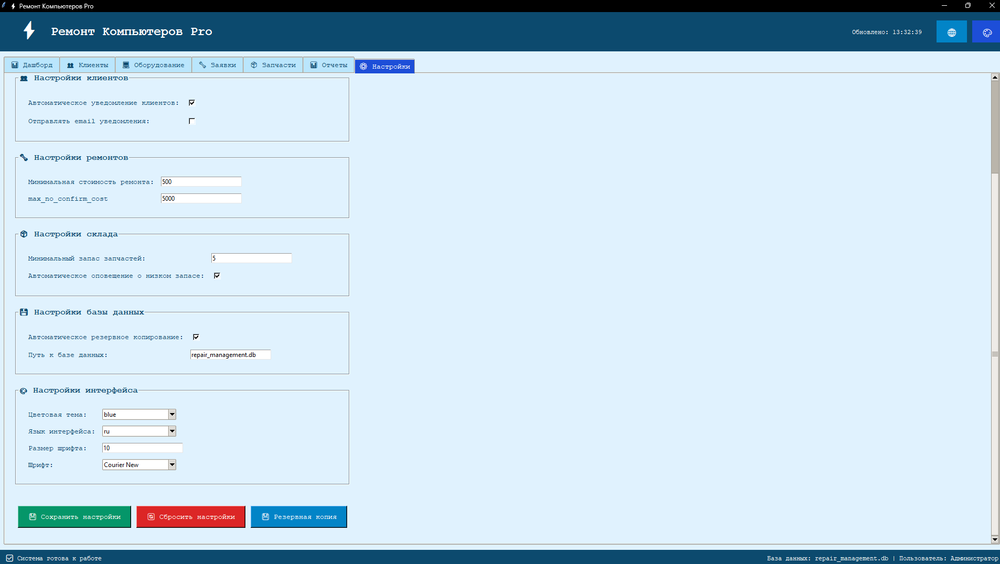 Ремонт Компьютеров Pro
Ремонт Компьютеров Pro
Обновлено: 13:32:39
Дашборд
Клиенты
Оборудование
Заявки
Запчасти
Отчеты
Настройки
Настройки клиентов
Автоматическое уведомление клиентов:
Отправлять email уведомления:
Настройки ремонтов
Минимальная стоимость ремонта: 500
max_no_confirm_cost 5000
Настройки склада
Минимальный запас запчастей: 5
Автоматическое оповещение о низком запасе:
Настройки базы данных
Автоматическое резервное копирование:
Путь к базе данных: repair_management.db
Настройки интерфейса
Цветовая тема: blue
Язык интерфейса: ru
Размер шрифта: 10
Шрифт: Courier New
Сохранить настройки
Сбросить настройки
Резервная копия
Система готова к работе
База данных: repair_management.db | Пользователь: Администратор